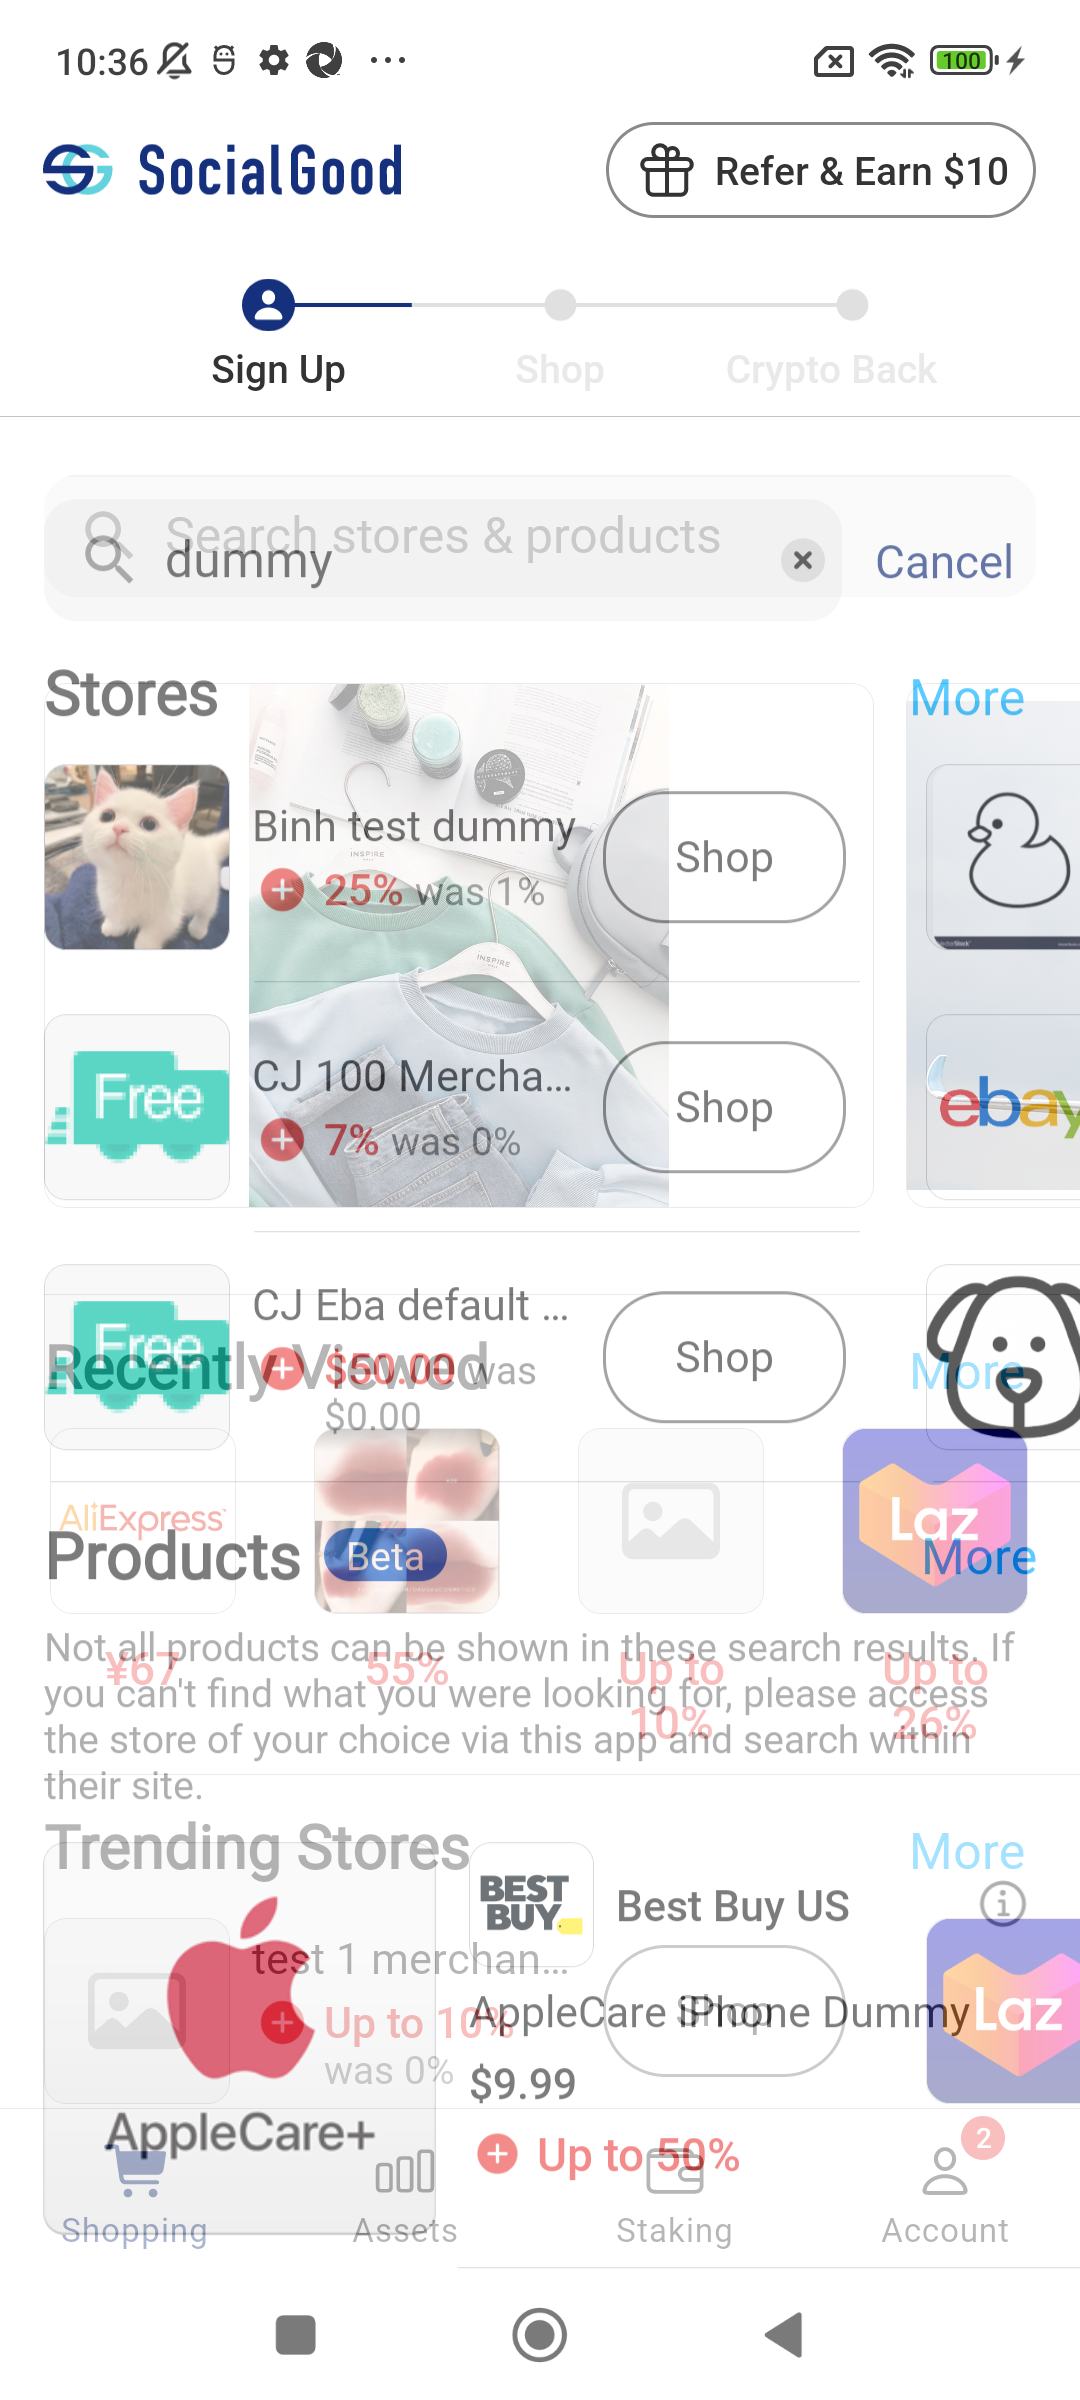 10:36
100
SocialGood
Refer & Earn $10
Sign Up
Shop
Crypto Back
Search stores & products
dummy
Cancel
Stores
More
INSPIRE
INSPIRE
Binh test dummy
25% was 1%
Shop
CJ 100 Mercha...
7% was 0%
Shop
Free
ebay
CJ Eba default ...
$50.00 was
$0.00
Shop
Free
Recently Viewed
More
AliExpress
Laz
Products
Beta
More
Not all products can be shown in these search results. If
you can't find what you were looking for, please access
the store of your choice via this app and search within
their site.
¥67
55%
Up to
10%
Up to
26%
Trending Stores
More
BEST
BUY
Best Buy US
test 1 merchan...
Up to 10%
was 0%
Shop
Laz
AppleCare iPhone Dummy
$9.99
Up to 50%
AppleCare+
2
Shopping
Assets
Staking
Account